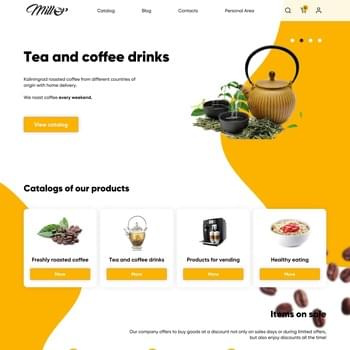 Milley
Catalog
Blog
Contacts
Personal Area
Tea and coffee drinks
Kaliningrad roasted coffee from different countries of
origin with home delivery.
We roast coffee every weekend.
View catalog
Catalogs of our products
Freshly roasted coffee
Tea and coffee drinks
Products for vending
Healthy eating
More
More
More
More
Items on sale
Our company offers to buy goods at a discount not only on sales days or during limited offers,
but also enjoy discounts all the time!